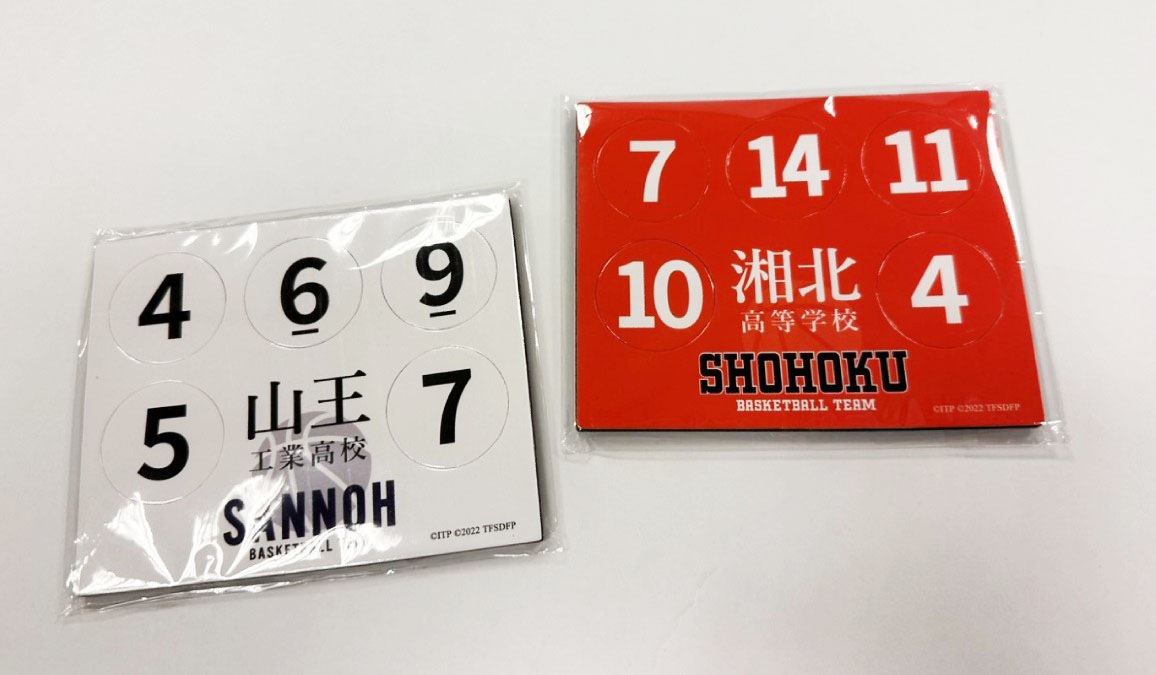 4 6 9
5 7
山王
工業高校
SANNOH
BASKETBALL
©ITP ©2022 TFSDFP
7 14 11
10 4
湘北
高等学校
SHOHOKU
BASKETBALL TEAM
©ITP ©2022 TFSDFP